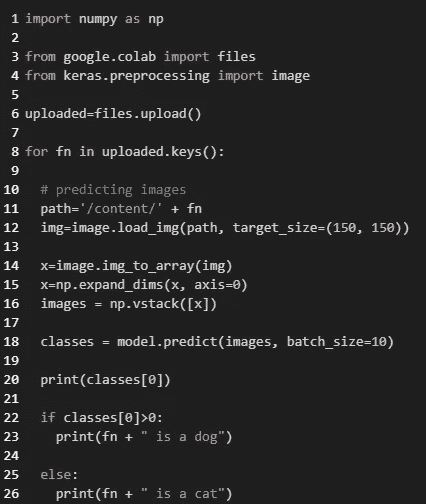 1 import numpy as np
2
3 from google.colab import files
4 from keras.preprocessing import image
5
6 uploaded=files.upload()
7
8 for fn in uploaded.keys():
9
10   # predicting images
11   path='/content/' + fn
12   img=image.load_img(path, target_size=(150, 150))
13
14   x=image.img_to_array(img)
15   x=np.expand_dims(x, axis=0)
16   images = np.vstack([x])
17
18   classes = model.predict(images, batch_size=10)
19
20   print(classes[0])
21
22   if classes[0]>0:
23     print(fn + " is a dog")
24
25   else:
26     print(fn + " is a cat")